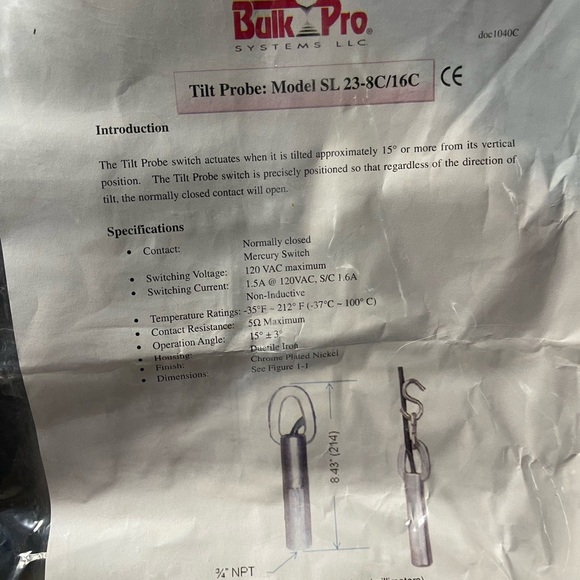 Bulk Pro®
SYSTEMS LLC
doc1040C
Tilt Probe: Model SL 23-8C/16C CE
Introduction
The Tilt Probe switch actuates when it is tilted approximately 15° or more from its vertical
position. The Tilt Probe switch is precisely positioned so that regardless of the direction of
tilt, the normally closed contact will open.
Specifications
• Contact: Normally closed
Mercury Switch
• Switching Voltage: 120 VAC maximum
• Switching Current: 1.5A @ 120VAC, S/C 1.6A
Non-Inductive
• Temperature Ratings: -35°F ~ 212° F (-37°C ~ 100° C)
• Contact Resistance: 5Ω Maximum
• Operation Angle: 15° ± 3°
• Housing: Ductile Iron
• Finish: Chrome Plated Nickel
• Dimensions: See Figure 1-1
8.43" (214)
¾" NPT